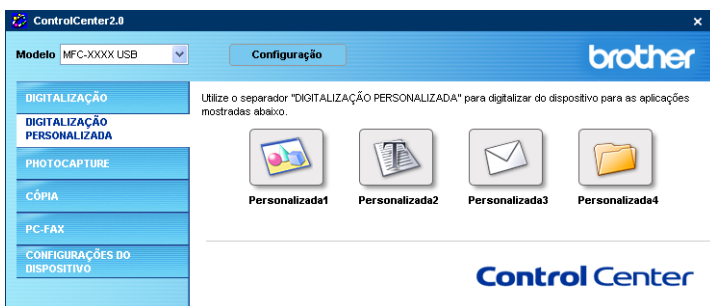 ControlCenter2.0
Modelo MFC-XXXX USB Configuração
brother
DIGITALIZAÇÃO
DIGITALIZAÇÃO
PERSONALIZADA
PHOTOCAPTURE
CÓPIA
PC-FAX
CONFIGURAÇÕES DO
DISPOSITIVO
Utilize o separador "DIGITALIZAÇÃO PERSONALIZADA" para digitalizar do dispositivo para as aplicações
mostradas abaixo.
Personalizada1 Personalizada2 Personalizada3 Personalizada4
Control Center